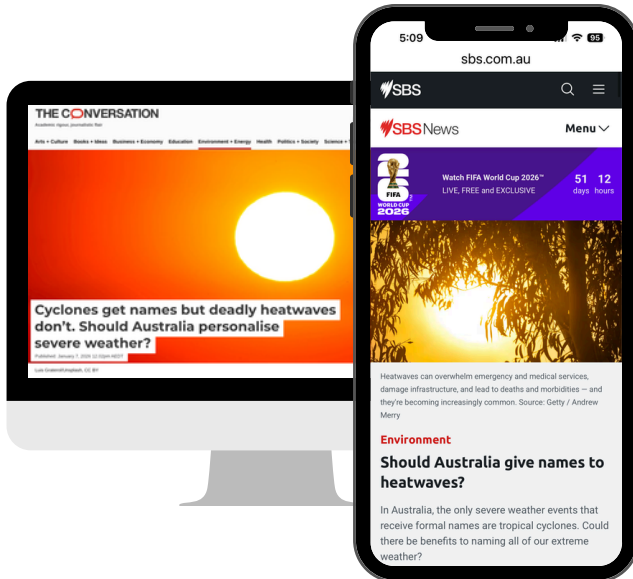 THE CONVERSATION
Academic rigour, journalistic flair
Arts + Culture Books + Ideas Business + Economy Education Environment + Energy Health Politics + Society Science +
Cyclones get names but deadly heatwaves
don't. Should Australia personalise
severe weather?
Published: January 7, 2026 12:02pm AEDT
5:09
95
sbs.com.au
SBS
SBS News
Menu
FIFA
WORLD CUP
2026
Watch FIFA World Cup 2026™
LIVE, FREE and EXCLUSIVE
51 12
days hours
Heatwaves can overwhelm emergency and medical services,
damage infrastructure, and lead to deaths and morbidities — and
they're becoming increasingly common. Source: Getty / Andrew
Merry
Environment
Should Australia give names to
heatwaves?
In Australia, the only severe weather events that
receive formal names are tropical cyclones. Could
there be benefits to naming all of our extreme
weather?